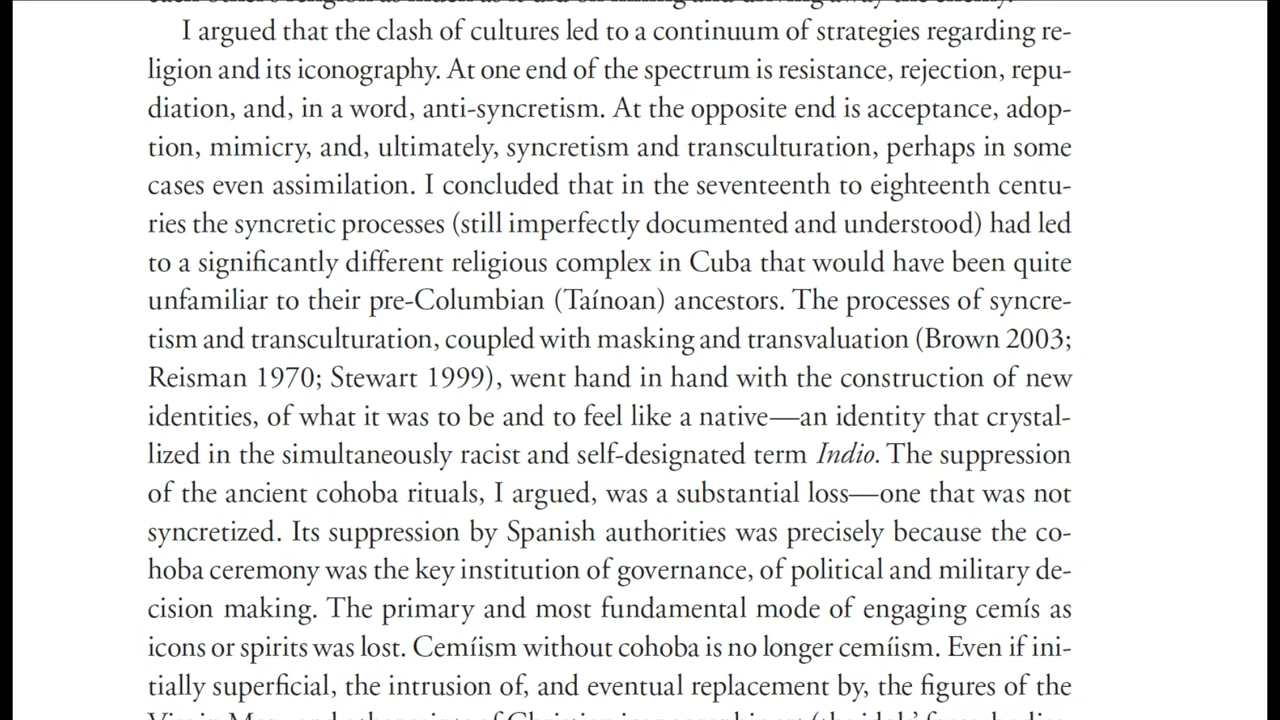 I argued that the clash of cultures led to a continuum of strategies regarding re-
ligion and its iconography. At one end of the spectrum is resistance, rejection, repu-
diation, and, in a word, anti-syncretism. At the opposite end is acceptance, adop-
tion, mimicry, and, ultimately, syncretism and transculturation, perhaps in some
cases even assimilation. I concluded that in the seventeenth to eighteenth centu-
ries the syncretic processes (still imperfectly documented and understood) had led
to a significantly different religious complex in Cuba that would have been quite
unfamiliar to their pre-Columbian (Taínoan) ancestors. The processes of syncre-
tism and transculturation, coupled with masking and transvaluation (Brown 2003;
Reisman 1970; Stewart 1999), went hand in hand with the construction of new
identities, of what it was to be and to feel like a native—an identity that crystal-
lized in the simultaneously racist and self-designated term Indio. The suppression
of the ancient cohoba rituals, I argued, was a substantial loss—one that was not
syncretized. Its suppression by Spanish authorities was precisely because the co-
hoba ceremony was the key institution of governance, of political and military de-
cision making. The primary and most fundamental mode of engaging cemís as
icons or spirits was lost. Cemíism without cohoba is no longer cemíism. Even if ini-
tially superficial, the intrusion of, and eventual replacement by, the figures of the